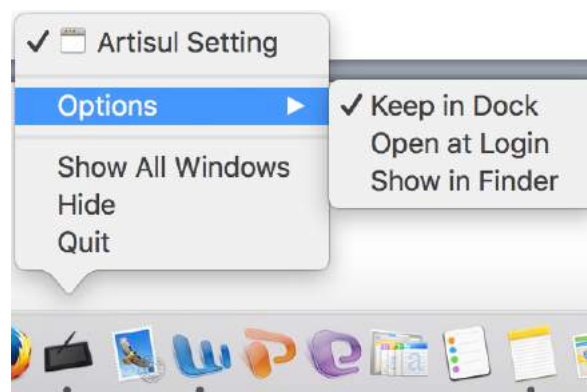 ✓ Artisul Setting
Options ▶
Show All Windows
Hide
Quit
✓ Keep in Dock
Open at Login
Show in Finder